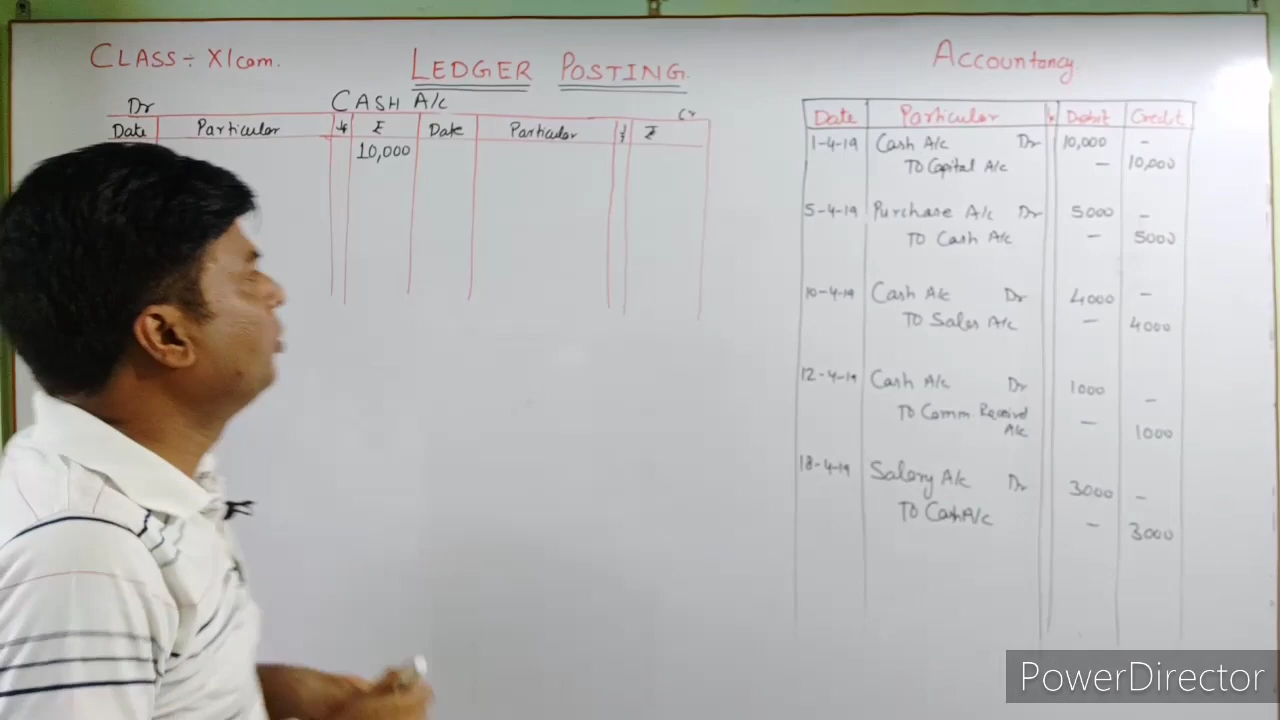 CLASS ÷ XI com.
LEDGER POSTING.
Accountancy
Dr CASH A/c Cr
Date Particular ₹ Date Particular ₹
10,000
Date Particular Debit Credit
1-4-19 Cash A/c Dr 10,000 -
TO Capital A/c - 10,000
5-4-19 Purchase A/c Dr 5000 -
TO Cash A/c - 5000
10-4-19 Cash A/c Dr 4000 -
TO Sales A/c - 4000
12-4-19 Cash A/c Dr 1000 -
TO Comm. Received - 1000
A/c
18-4-19 Salary A/c Dr 3000 -
TO Cash A/c - 3000
PowerDirector